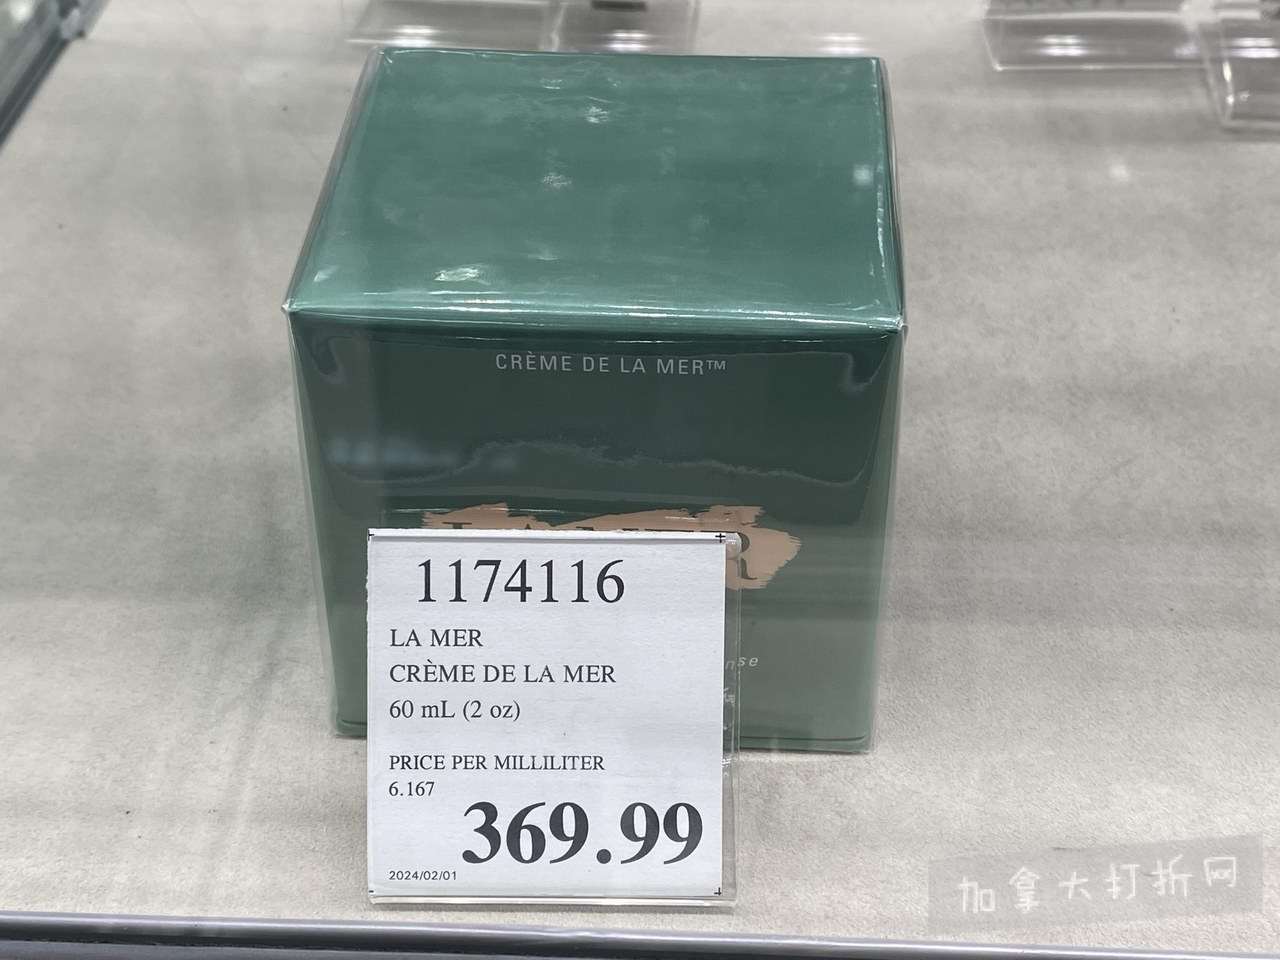 CRÈME DE LA MER™
1174116
LA MER
CRÈME DE LA MER
60 mL (2 oz)
PRICE PER MILLILITER
6.167
369.99
2024/02/01
加拿大打折网